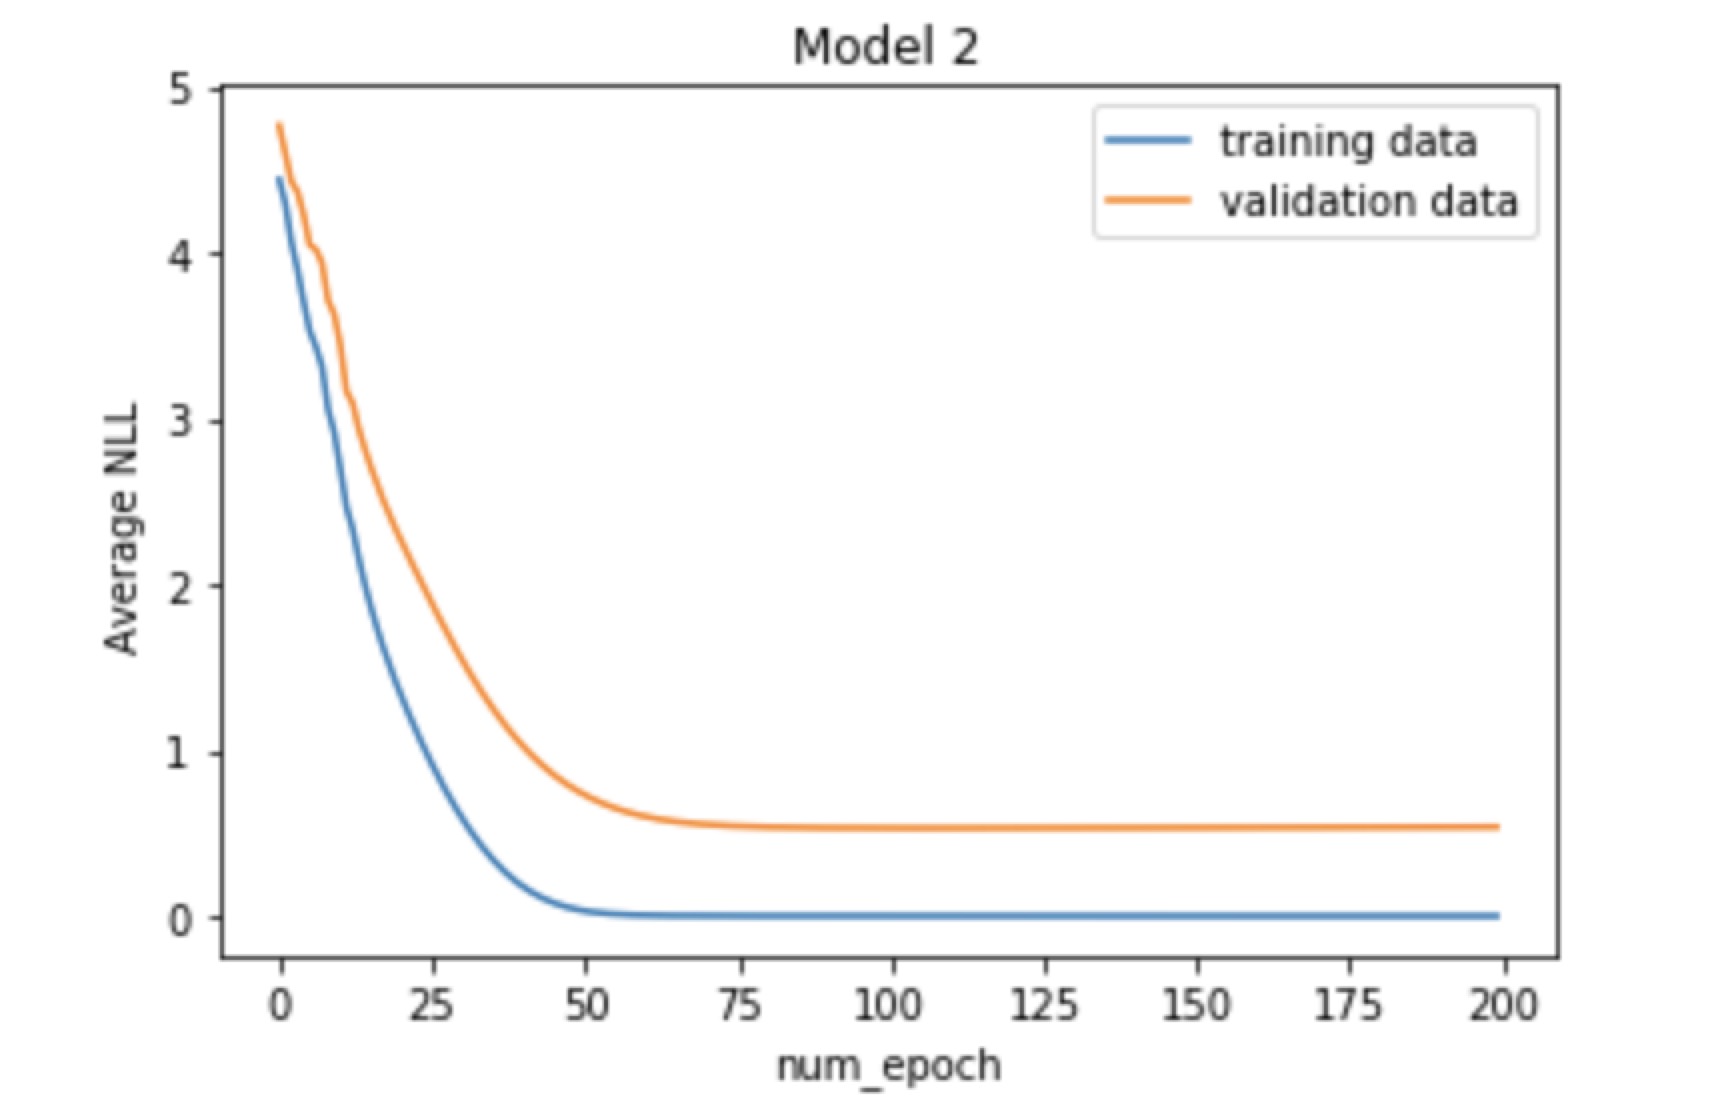 Model 2
5
4
3
2
1
0
Average NLL
training data
validation data
0 25 50 75 100 125 150 175 200
num_epoch